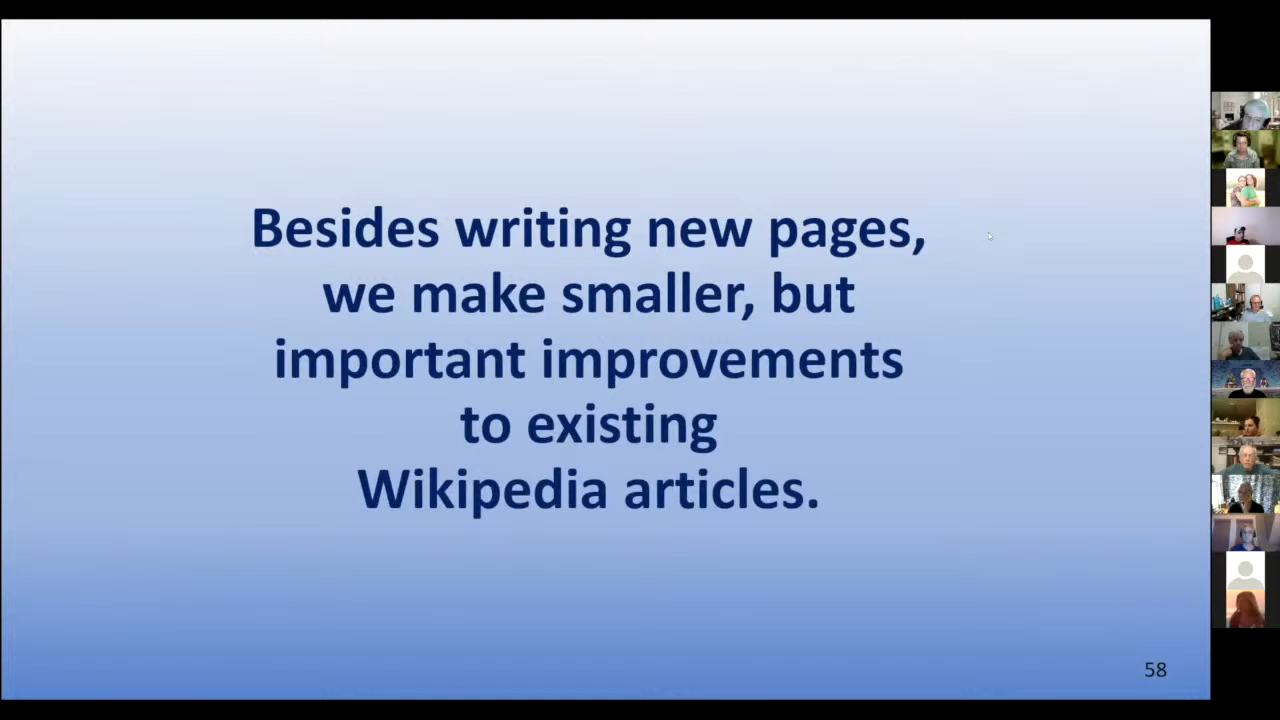 Besides writing new pages,
we make smaller, but
important improvements
to existing
Wikipedia articles.
58